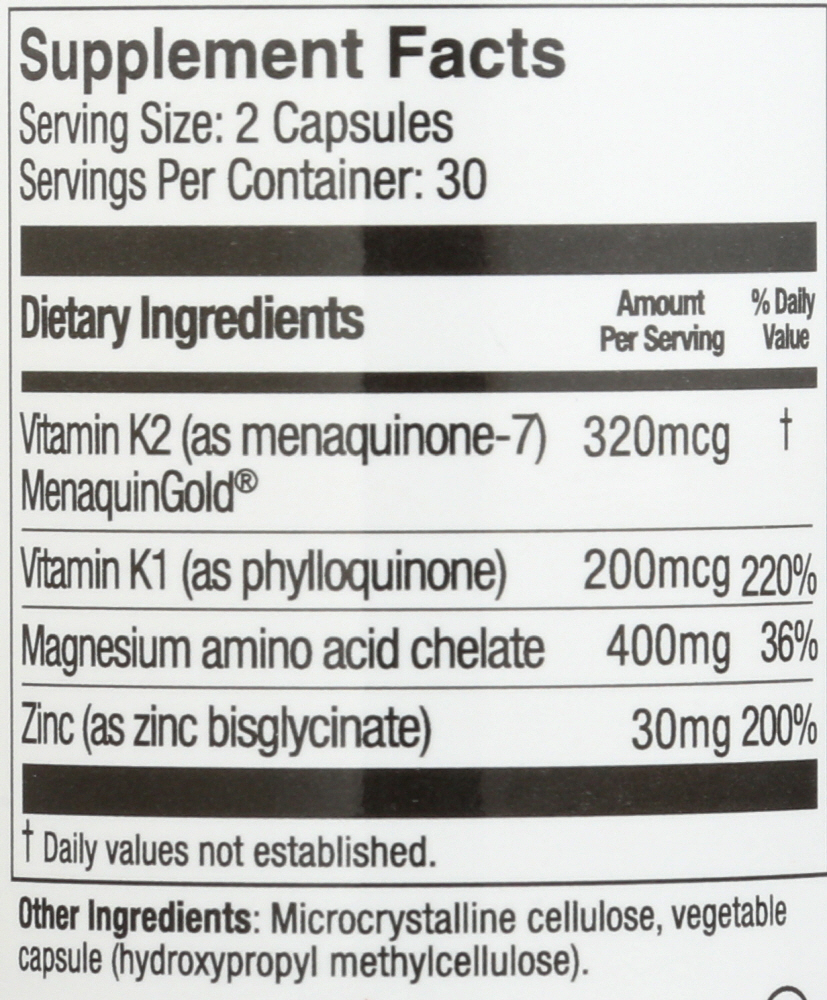 Supplement Facts
Serving Size: 2 Capsules
Servings Per Container: 30
Dietary Ingredients
Amount Per Serving
% Daily Value
Vitamin K2 (as menaquinone-7) 320mcg †
MenaquinGold®
Vitamin K1 (as phylloquinone) 200mcg 220%
Magnesium amino acid chelate 400mg 36%
Zinc (as zinc bisglycinate) 30mg 200%
† Daily values not established.
Other Ingredients: Microcrystalline cellulose, vegetable
capsule (hydroxypropyl methylcellulose).